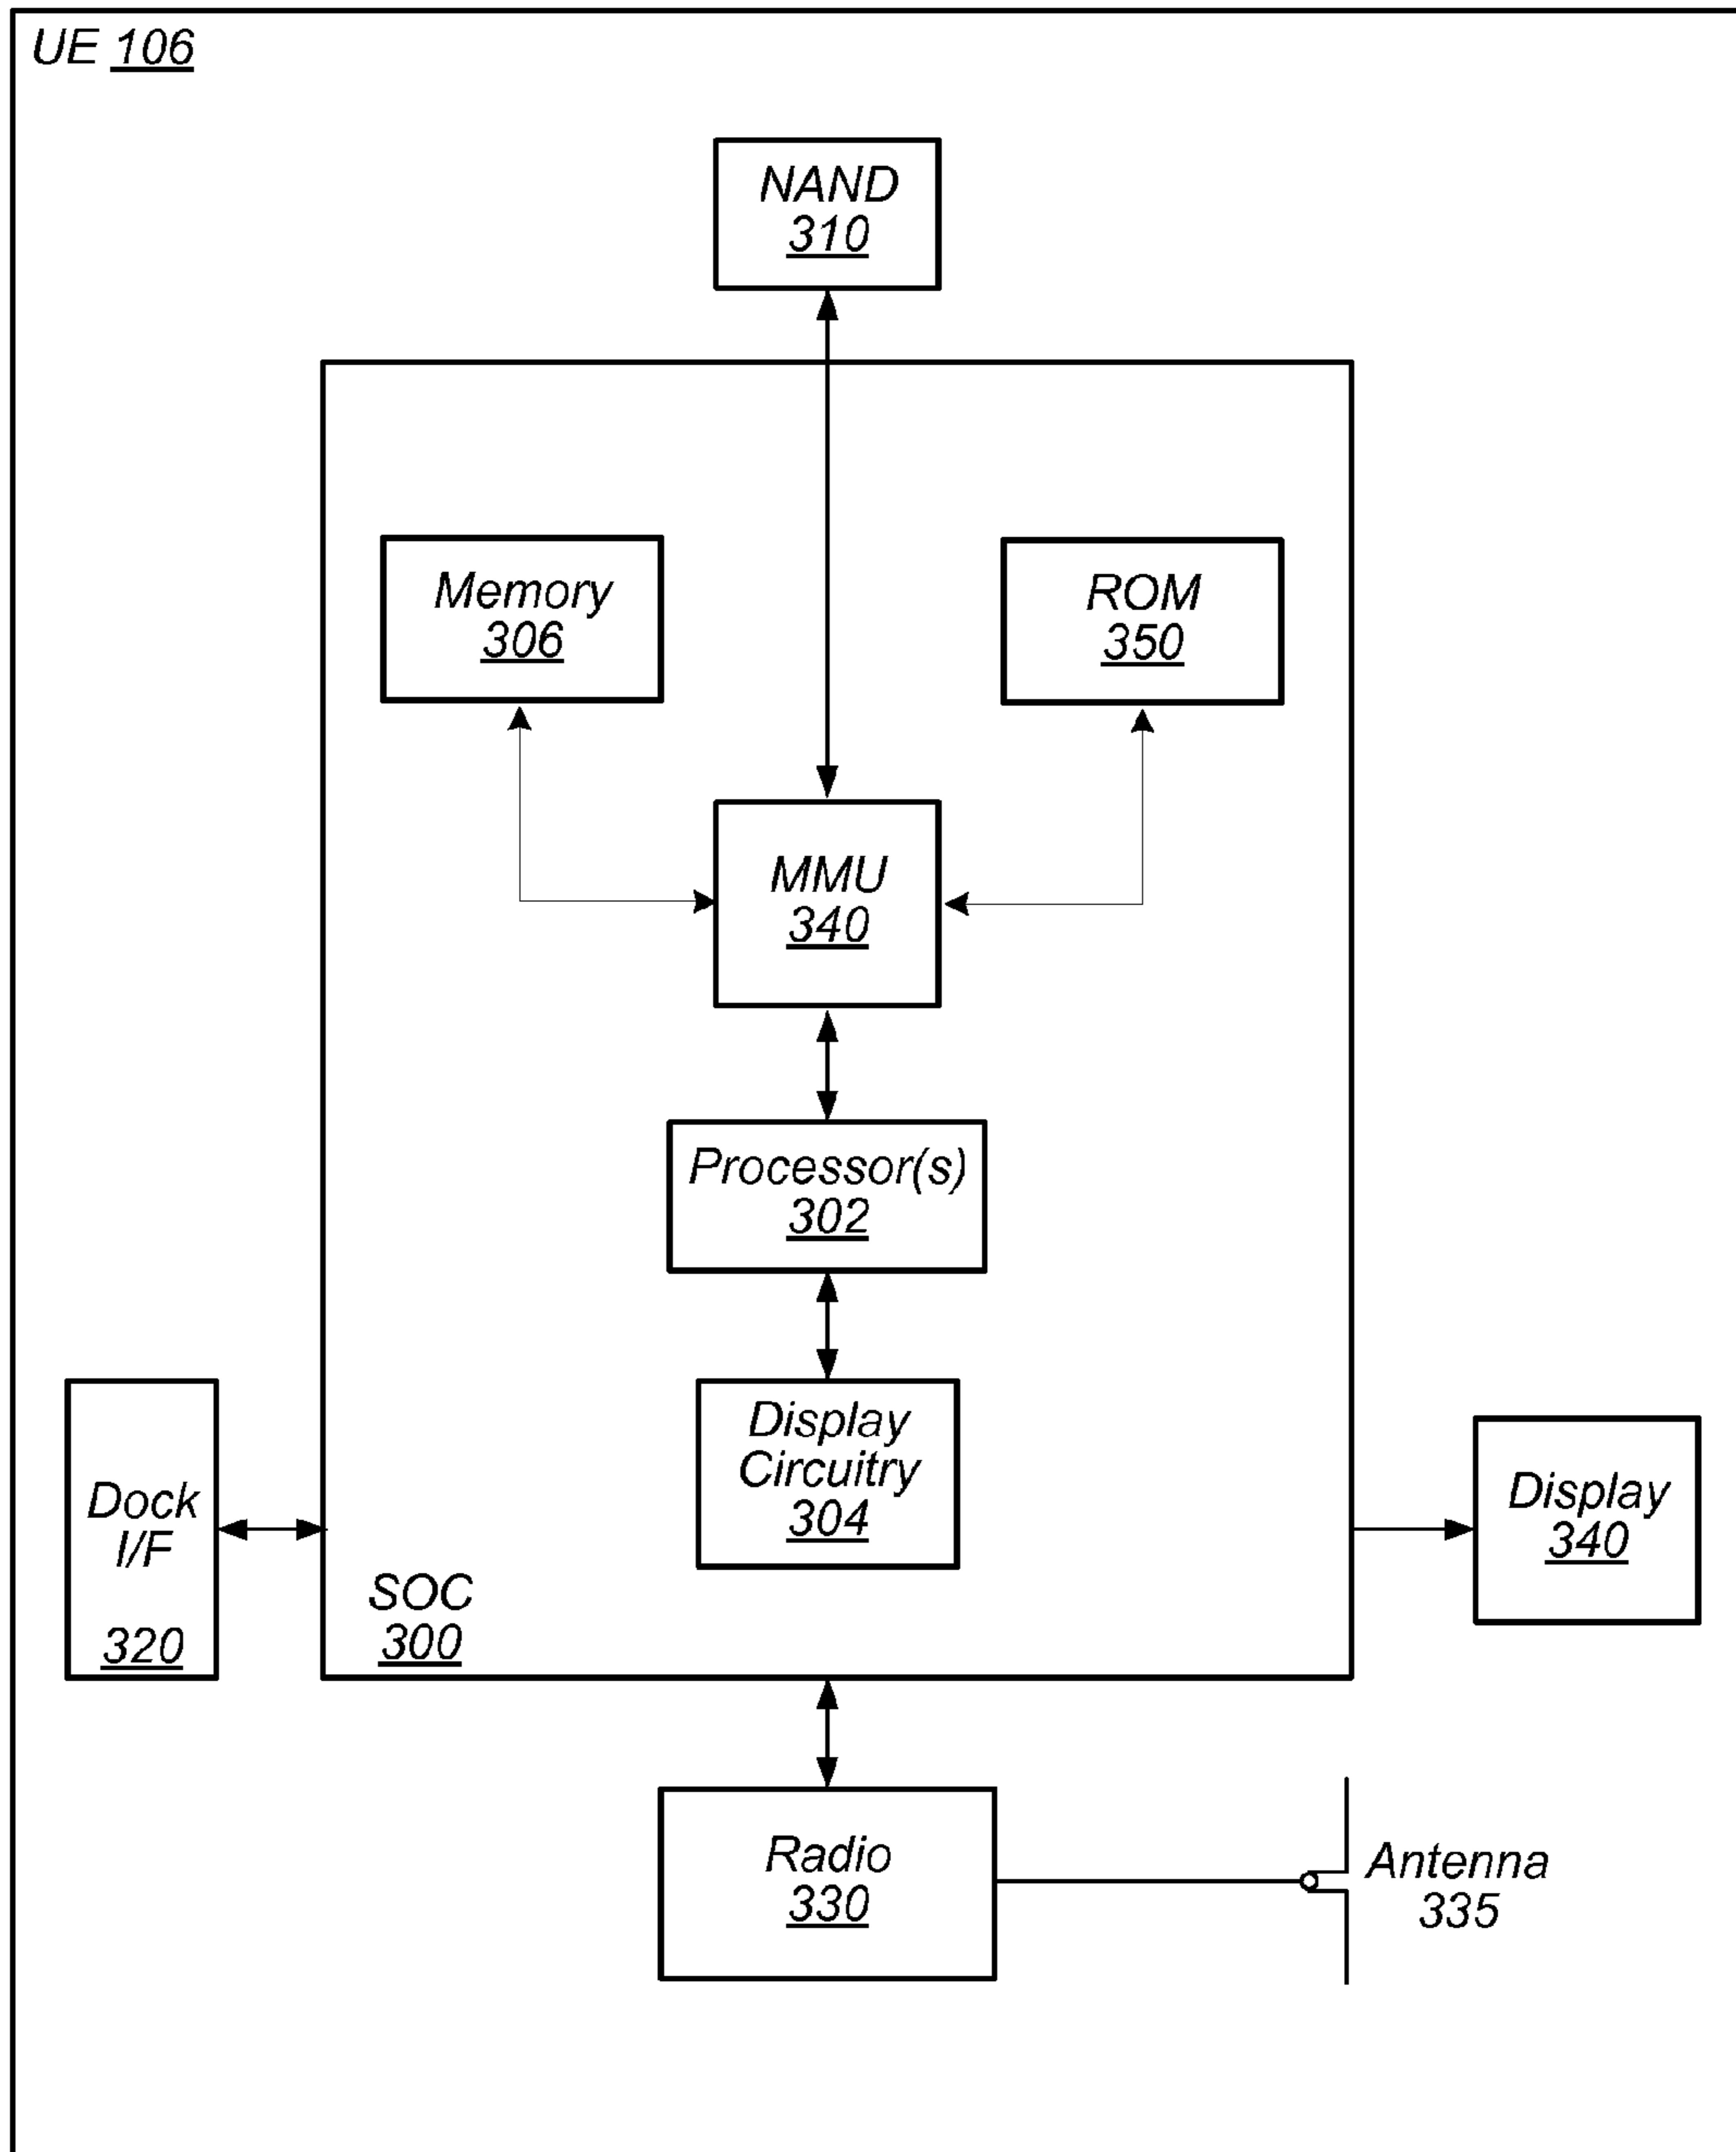 UE 106
NAND
310
Memory
306
ROM
350
MMU
340
Processor(s)
302
Display
Circuitry
304
Dock
I/F
320
SOC
300
Display
340
Radio
330
Antenna
335